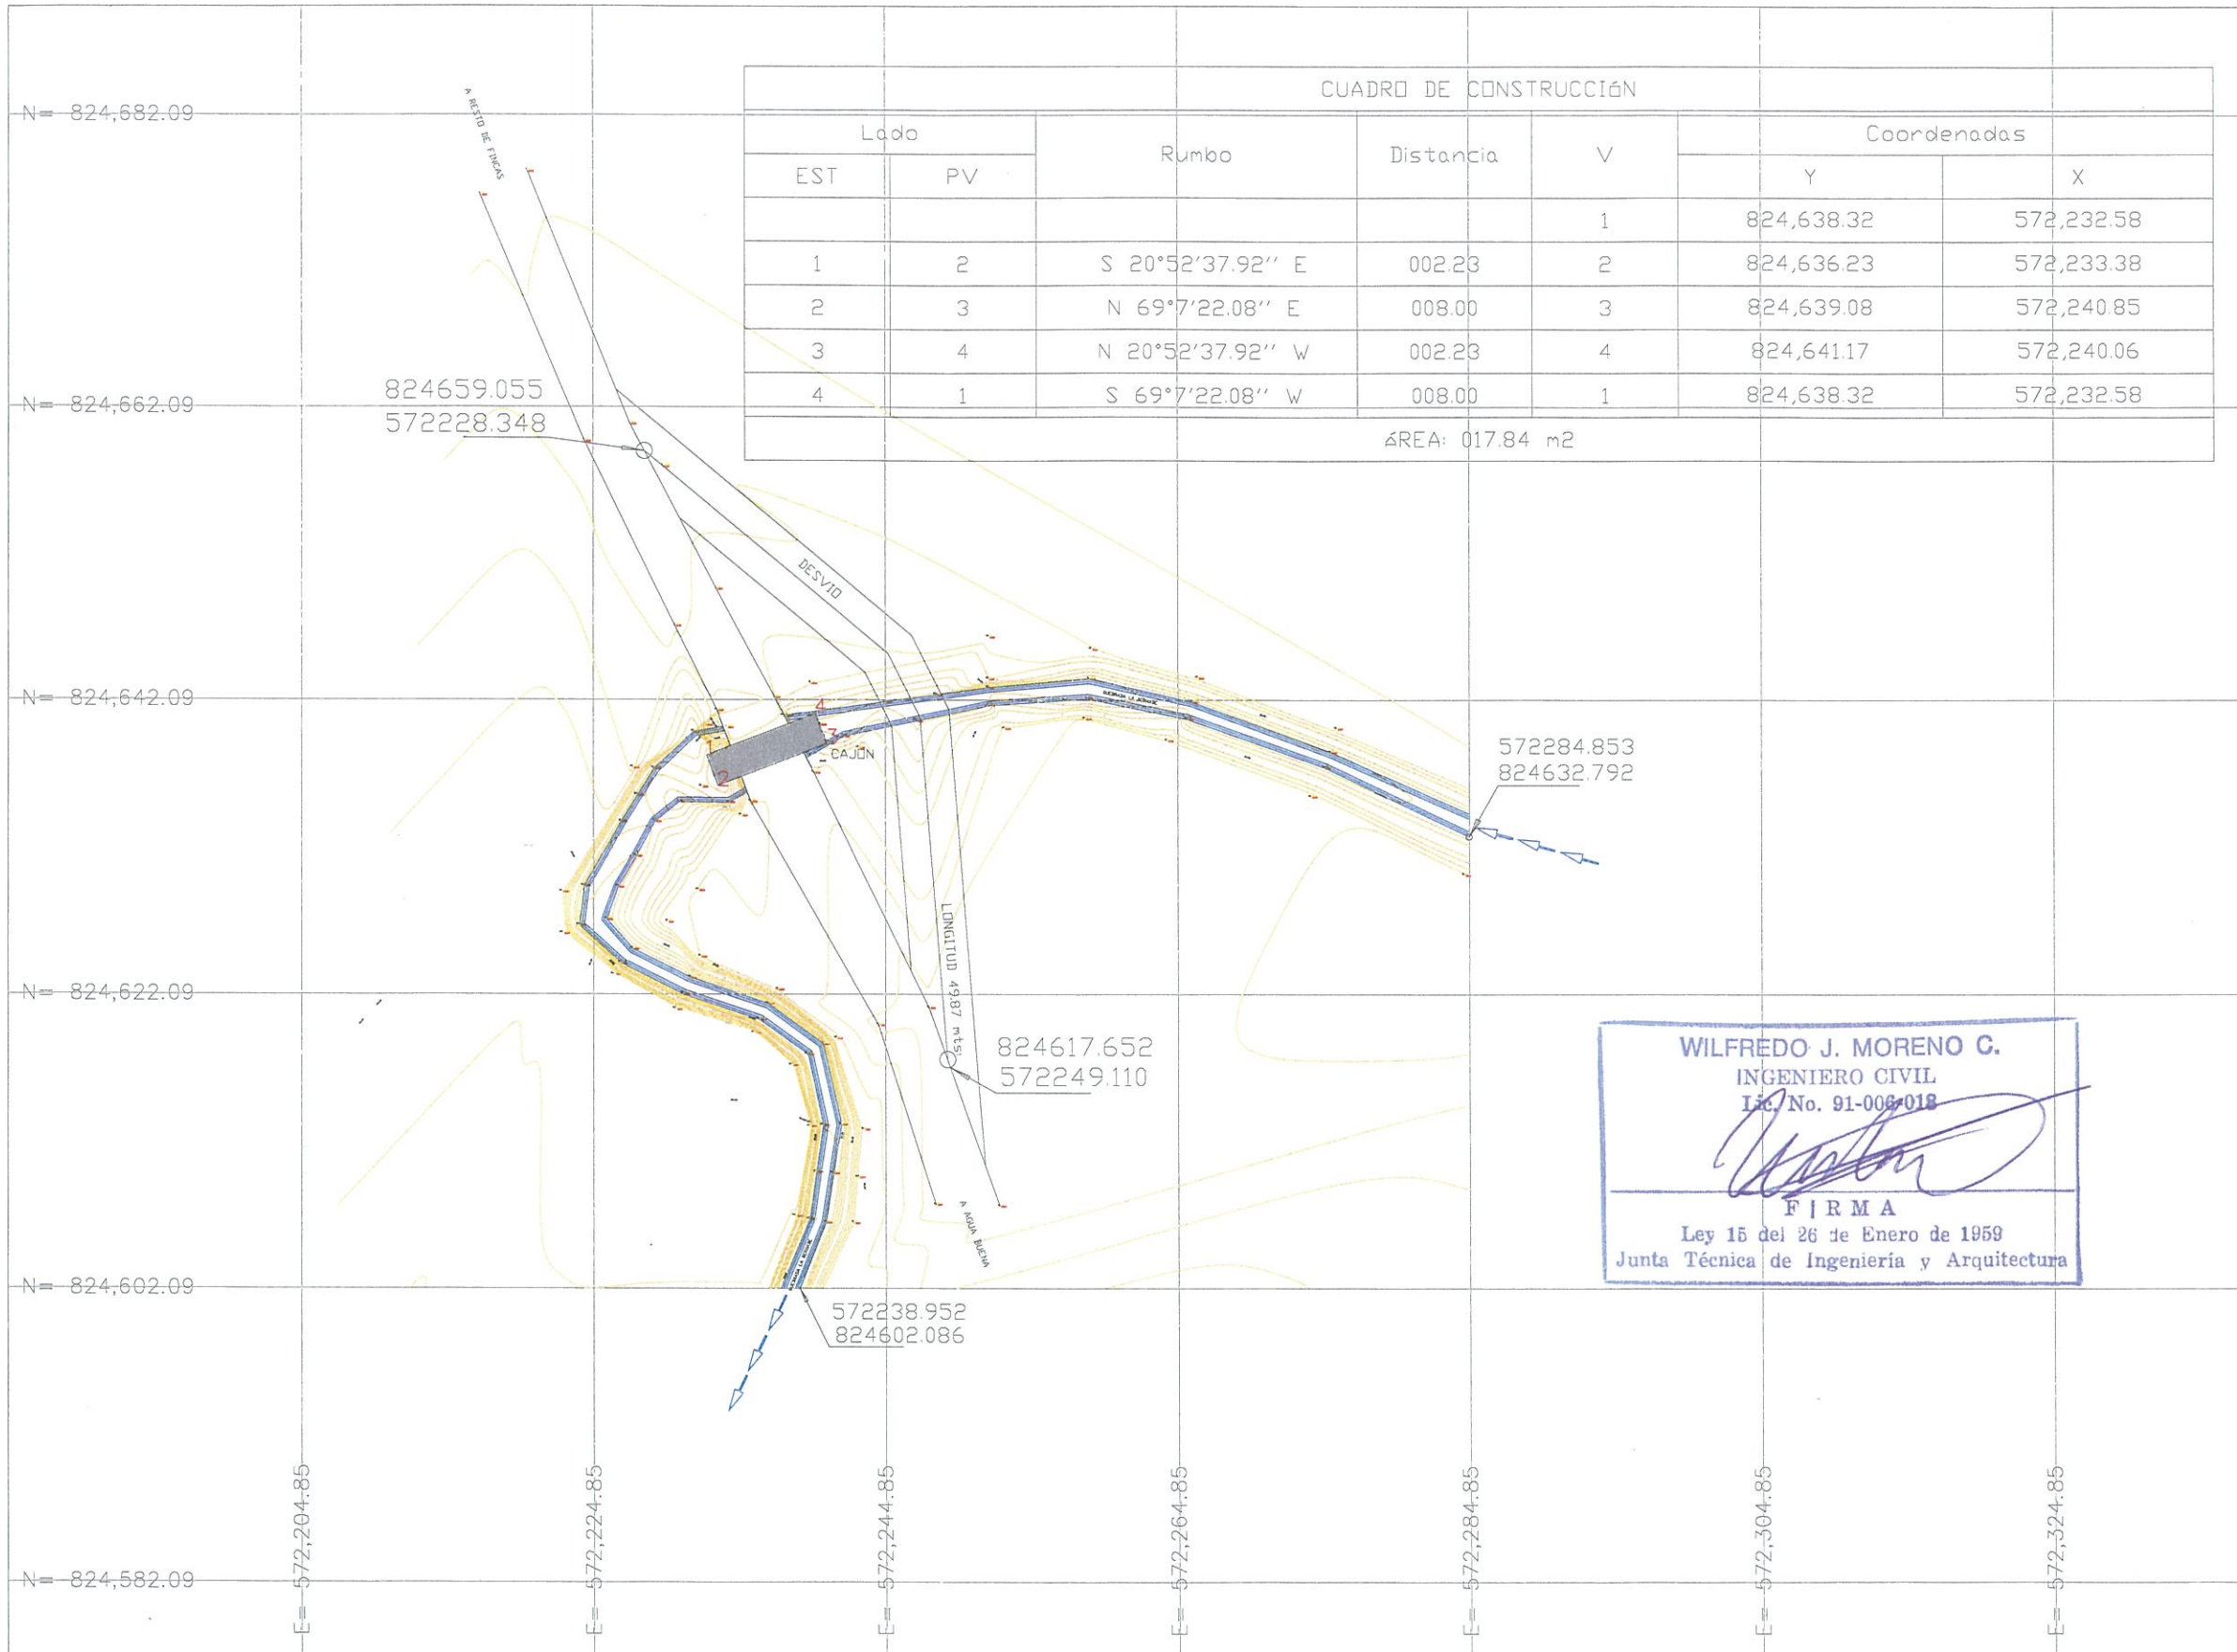 CUADRO DE CONSTRUCCIóN
Lado Rumbo Distancia V Coordenadas
EST PV Y X
1 824,638.32 572,232.58
1 2 S 20°52'37.92'' E 002.23 2 824,636.23 572,233.38
2 3 N 69°7'22.08'' E 008.00 3 824,639.08 572,240.85
3 4 N 20°52'37.92'' W 002.23 4 824,641.17 572,240.06
4 1 S 69°7'22.08'' W 008.00 1 824,638.32 572,232.58
áREA: 017.84 m2
N= 824,682.09
A RESTO DE FINCAS
N= 824,662.09
824659.055
572228.348
DESVIO
N= 824,642.09
4
3
1
2
CAJON
572284.853
824632.792
LONGITUD 49.87 mts.
N= 824,622.09
824617.652
572249.110
A AGUA BUENA
N= 824,602.09
572238.952
824602.086
WILFREDO J. MORENO C.
INGENIERO CIVIL
Lic. No. 91-006-018
FIRMA
Ley 15 del 26 de Enero de 1959
Junta Técnica de Ingeniería y Arquitectura
N= 824,582.09
E= 572,204.85
E= 572,224.85
E= 572,244.85
E= 572,264.85
E= 572,284.85
E= 572,304.85
E= 572,324.85